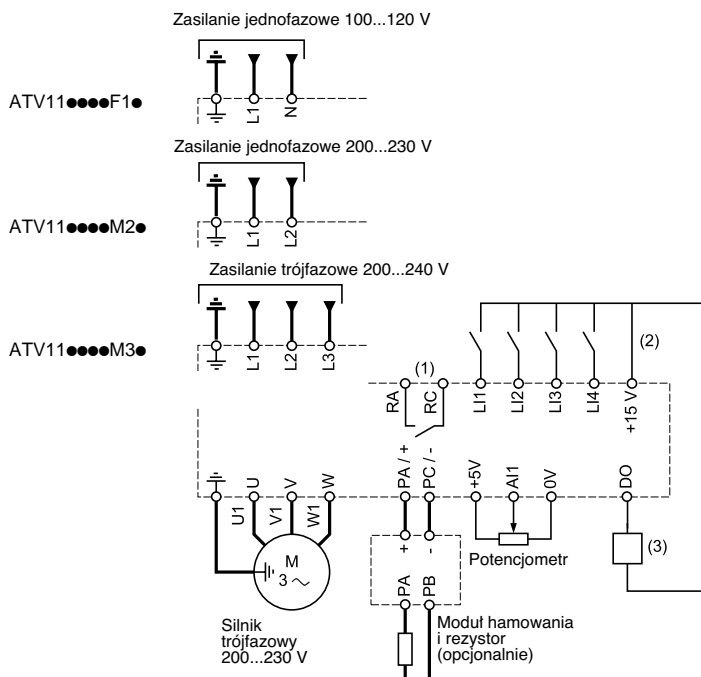 Zasilanie jednofazowe 100...120 V
ATV11●●●●F1●
L1
N
Zasilanie jednofazowe 200...230 V
ATV11●●●●M2●
L1
L2
Zasilanie trójfazowe 200...240 V
ATV11●●●●M3●
L1
L2
L3
(1)
(2)
RA
RC
LI1
LI2
LI3
LI4
+15 V
U
V
W
PA / +
PC / -
+5V
AI1
0V
DO
U1
V1
W1
M
3 ~
+
-
PA
PB
Potencjometr
(3)
Silnik
trójfazowy
200...230 V
Moduł hamowania
i rezystor
(opcjonalnie)